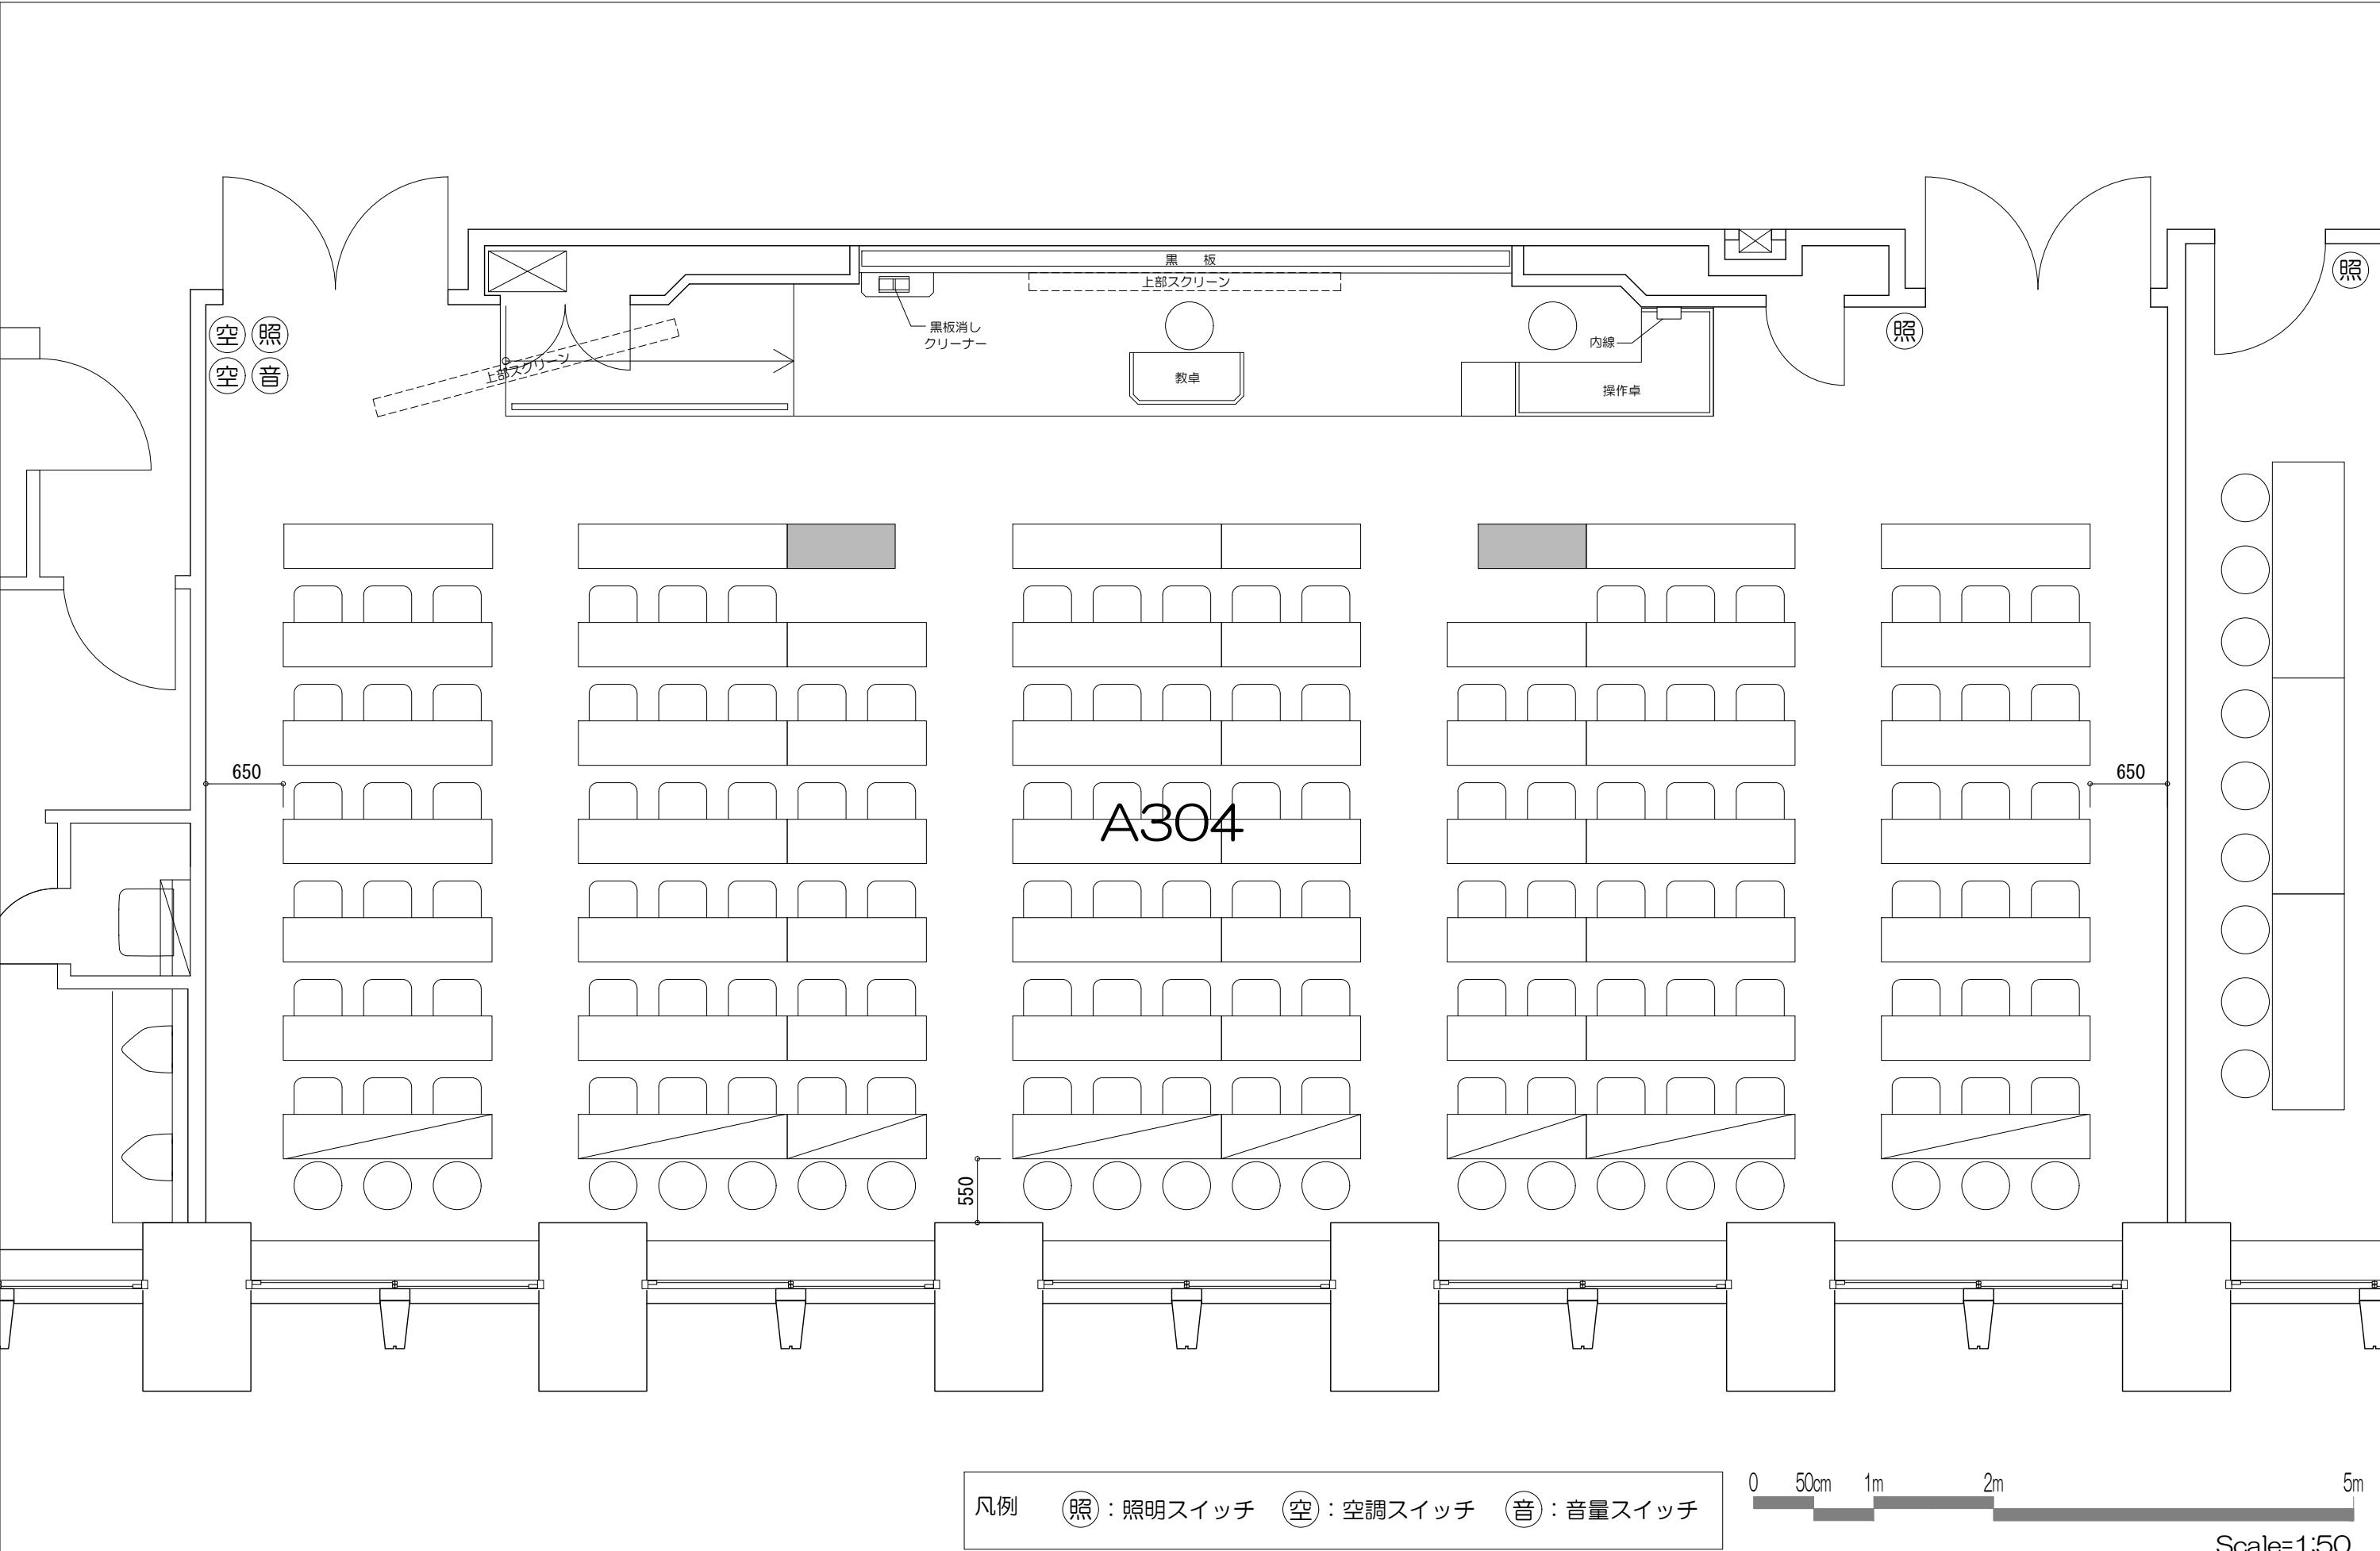 黒 板
上部スクリーン
照
空 照
黒板消し
クリーナー
内線
照
空 音
上部スクリーン
教卓
操作卓
650
650
A304
550
0 50cm 1m 2m 5m
凡例 照：照明スイッチ 空：空調スイッチ 音：音量スイッチ
Scale=1:50